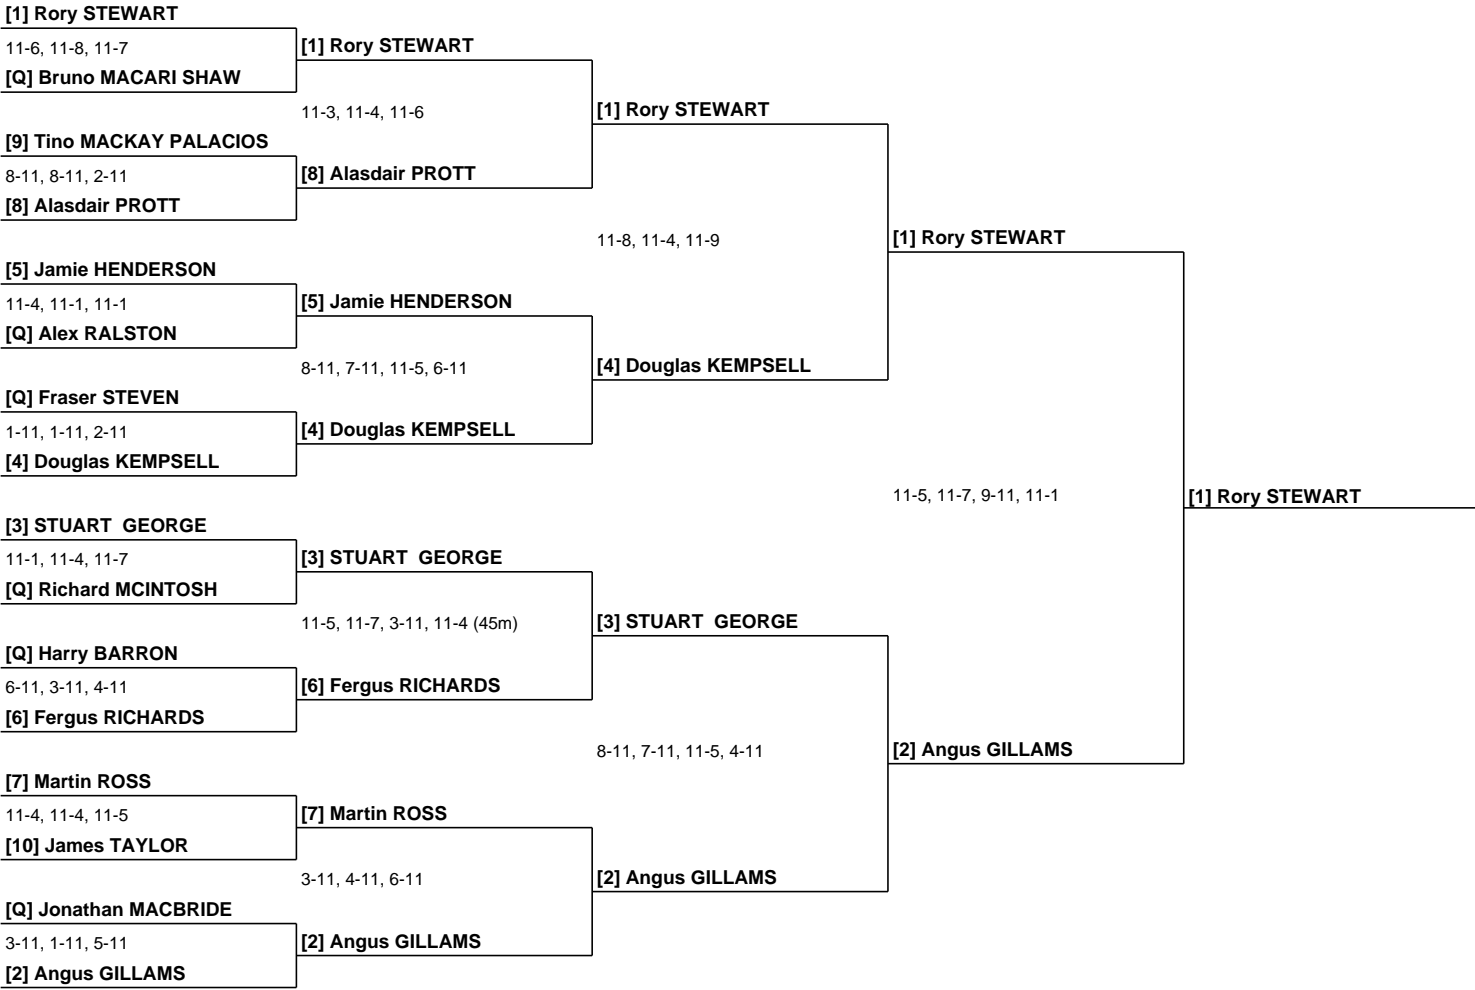 [1] Rory STEWART
11-6, 11-8, 11-7
[Q] Bruno MACARI SHAW
[9] Tino MACKAY PALACIOS
8-11, 8-11, 2-11
[8] Alasdair PROTT
[5] Jamie HENDERSON
11-4, 11-1, 11-1
[Q] Alex RALSTON
[Q] Fraser STEVEN
1-11, 1-11, 2-11
[4] Douglas KEMPSELL
[3] STUART  GEORGE
11-1, 11-4, 11-7
[Q] Richard MCINTOSH
[Q] Harry BARRON
6-11, 3-11, 4-11
[6] Fergus RICHARDS
[7] Martin ROSS
11-4, 11-4, 11-5
[10] James TAYLOR
[Q] Jonathan MACBRIDE
3-11, 1-11, 5-11
[2] Angus GILLAMS
[1] Rory STEWART
11-3, 11-4, 11-6
[8] Alasdair PROTT
[5] Jamie HENDERSON
8-11, 7-11, 11-5, 6-11
[4] Douglas KEMPSELL
[3] STUART  GEORGE
11-5, 11-7, 3-11, 11-4 (45m)
[6] Fergus RICHARDS
[7] Martin ROSS
3-11, 4-11, 6-11
[2] Angus GILLAMS
[1] Rory STEWART
11-8, 11-4, 11-9
[4] Douglas KEMPSELL
[3] STUART  GEORGE
8-11, 7-11, 11-5, 4-11
[2] Angus GILLAMS
[1] Rory STEWART
11-5, 11-7, 9-11, 11-1
[2] Angus GILLAMS
[1] Rory STEWART